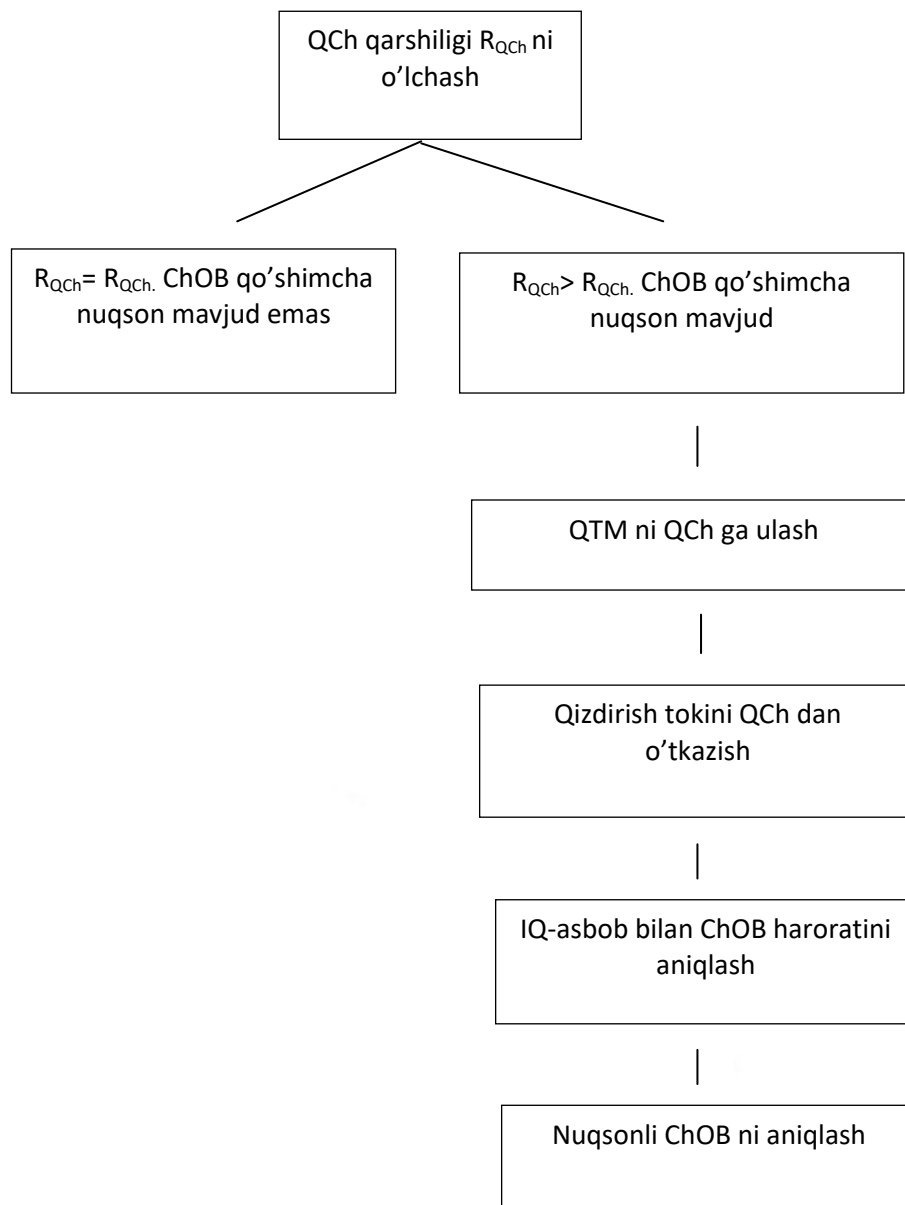 QCh qarshiligi RQCh ni
o’lchash
RQCh= RQCh. ChOB qo’shimcha
nuqson mavjud emas
RQCh> RQCh. ChOB qo’shimcha
nuqson mavjud
QTM ni QCh ga ulash
Qizdirish tokini QCh dan
o’tkazish
IQ-asbob bilan ChOB haroratini
aniqlash
Nuqsonli ChOB ni aniqlash